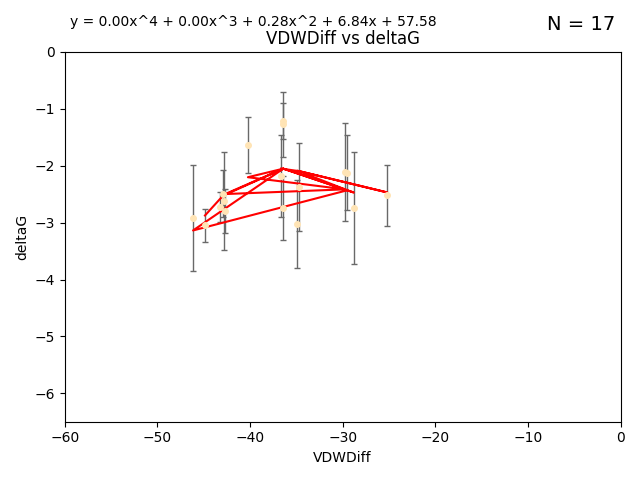 y = 0.00x^4 + 0.00x^3 + 0.28x^2 + 6.84x + 57.58
N = 17
VDWDiff vs deltaG
0
−1
−2
−3
−4
−5
−6
deltaG
−60 −50 −40 −30 −20 −10 0
VDWDiff